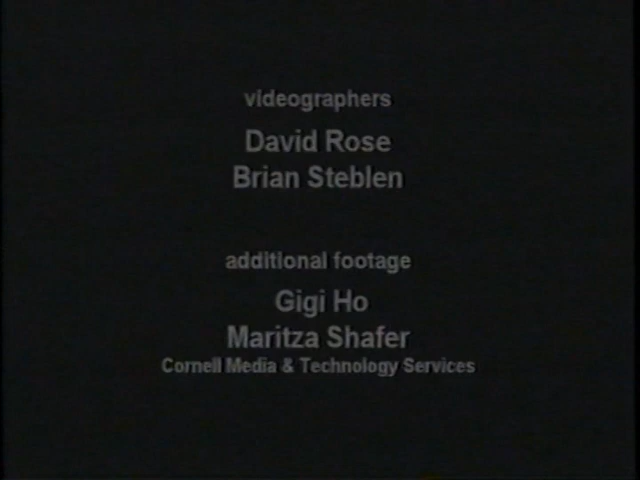 videographers
David Rose
Brian Steblen
additional footage
Gigi Ho
Maritza Shafer
Cornell Media & Technology Services